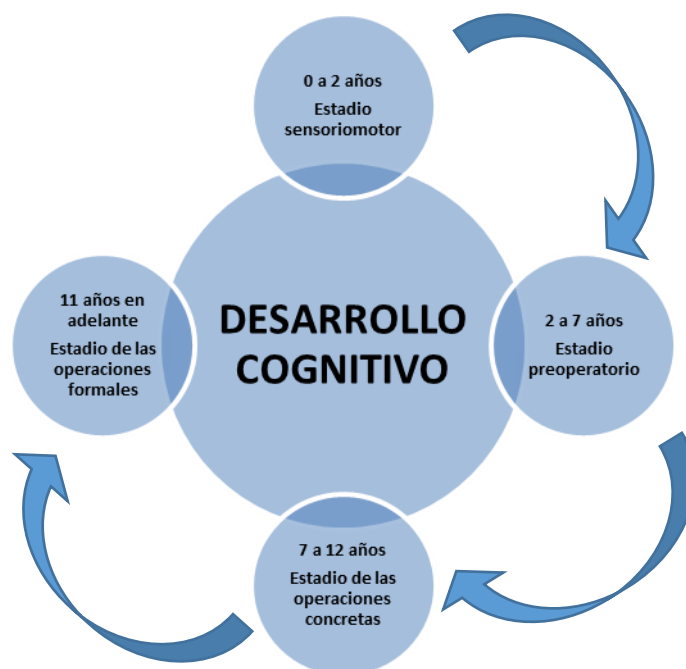 0 a 2 años
Estadio
sensoriomotor
DESARROLLO
COGNITIVO
2 a 7 años
Estadio
preoperatorio
7 a 12 años
Estadio de las
operaciones
concretas
11 años en
adelante
Estadio de las
operaciones
formales